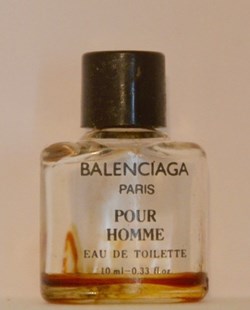 BALENCIAGA
PARIS
POUR
HOMME
EAU DE TOILETTE
10 ml-0.33 fl oz